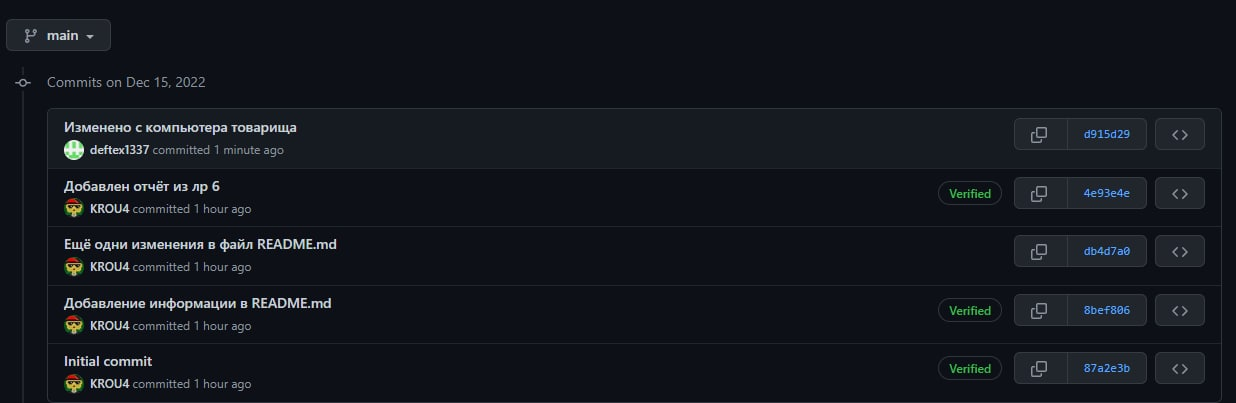 main
Commits on Dec 15, 2022
Изменено с компьютера товарища
deftex1337 committed 1 minute ago
d915d29
Добавлен отчёт из лр 6
KROU4 committed 1 hour ago
Verified
4e93e4e
Ещё одни изменения в файл README.md
KROU4 committed 1 hour ago
db4d7a0
Добавление информации в README.md
KROU4 committed 1 hour ago
Verified
8bef806
Initial commit
KROU4 committed 1 hour ago
Verified
87a2e3b